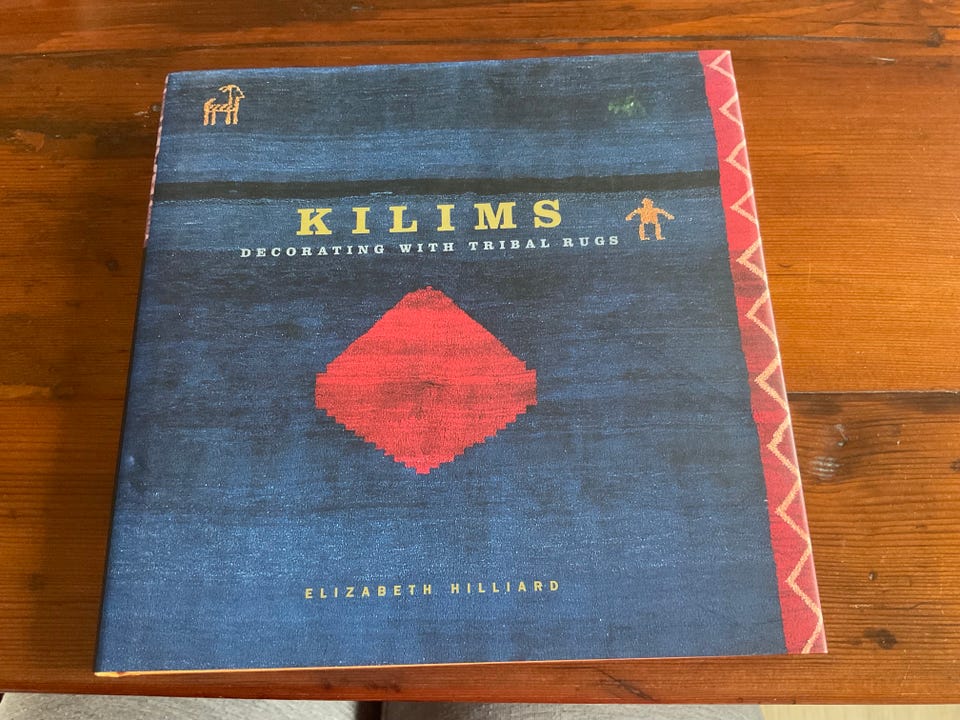 KILIMS
DECORATING WITH TRIBAL RUGS
ELIZABETH HILLIARD